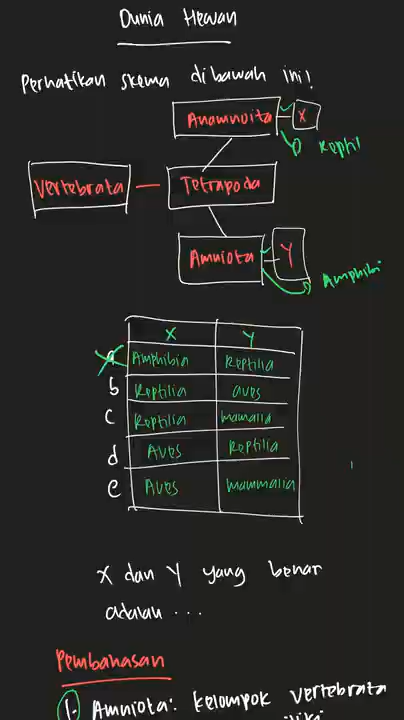 Dunia Hewan
Perhatikan skema dibawah ini!
Anamnoita
X
Reptil
Vertebrata
Tetrapoda
Amniota
Y
Amphibi
X Y
a Amphibia Reptilia
b Reptilia aves
c Reptilia mamalia
d Aves Reptilia
e Aves mammalia
X dan Y yang benar
adalah ...
Pembahasan
1. Amniota: kelompok vertebrata